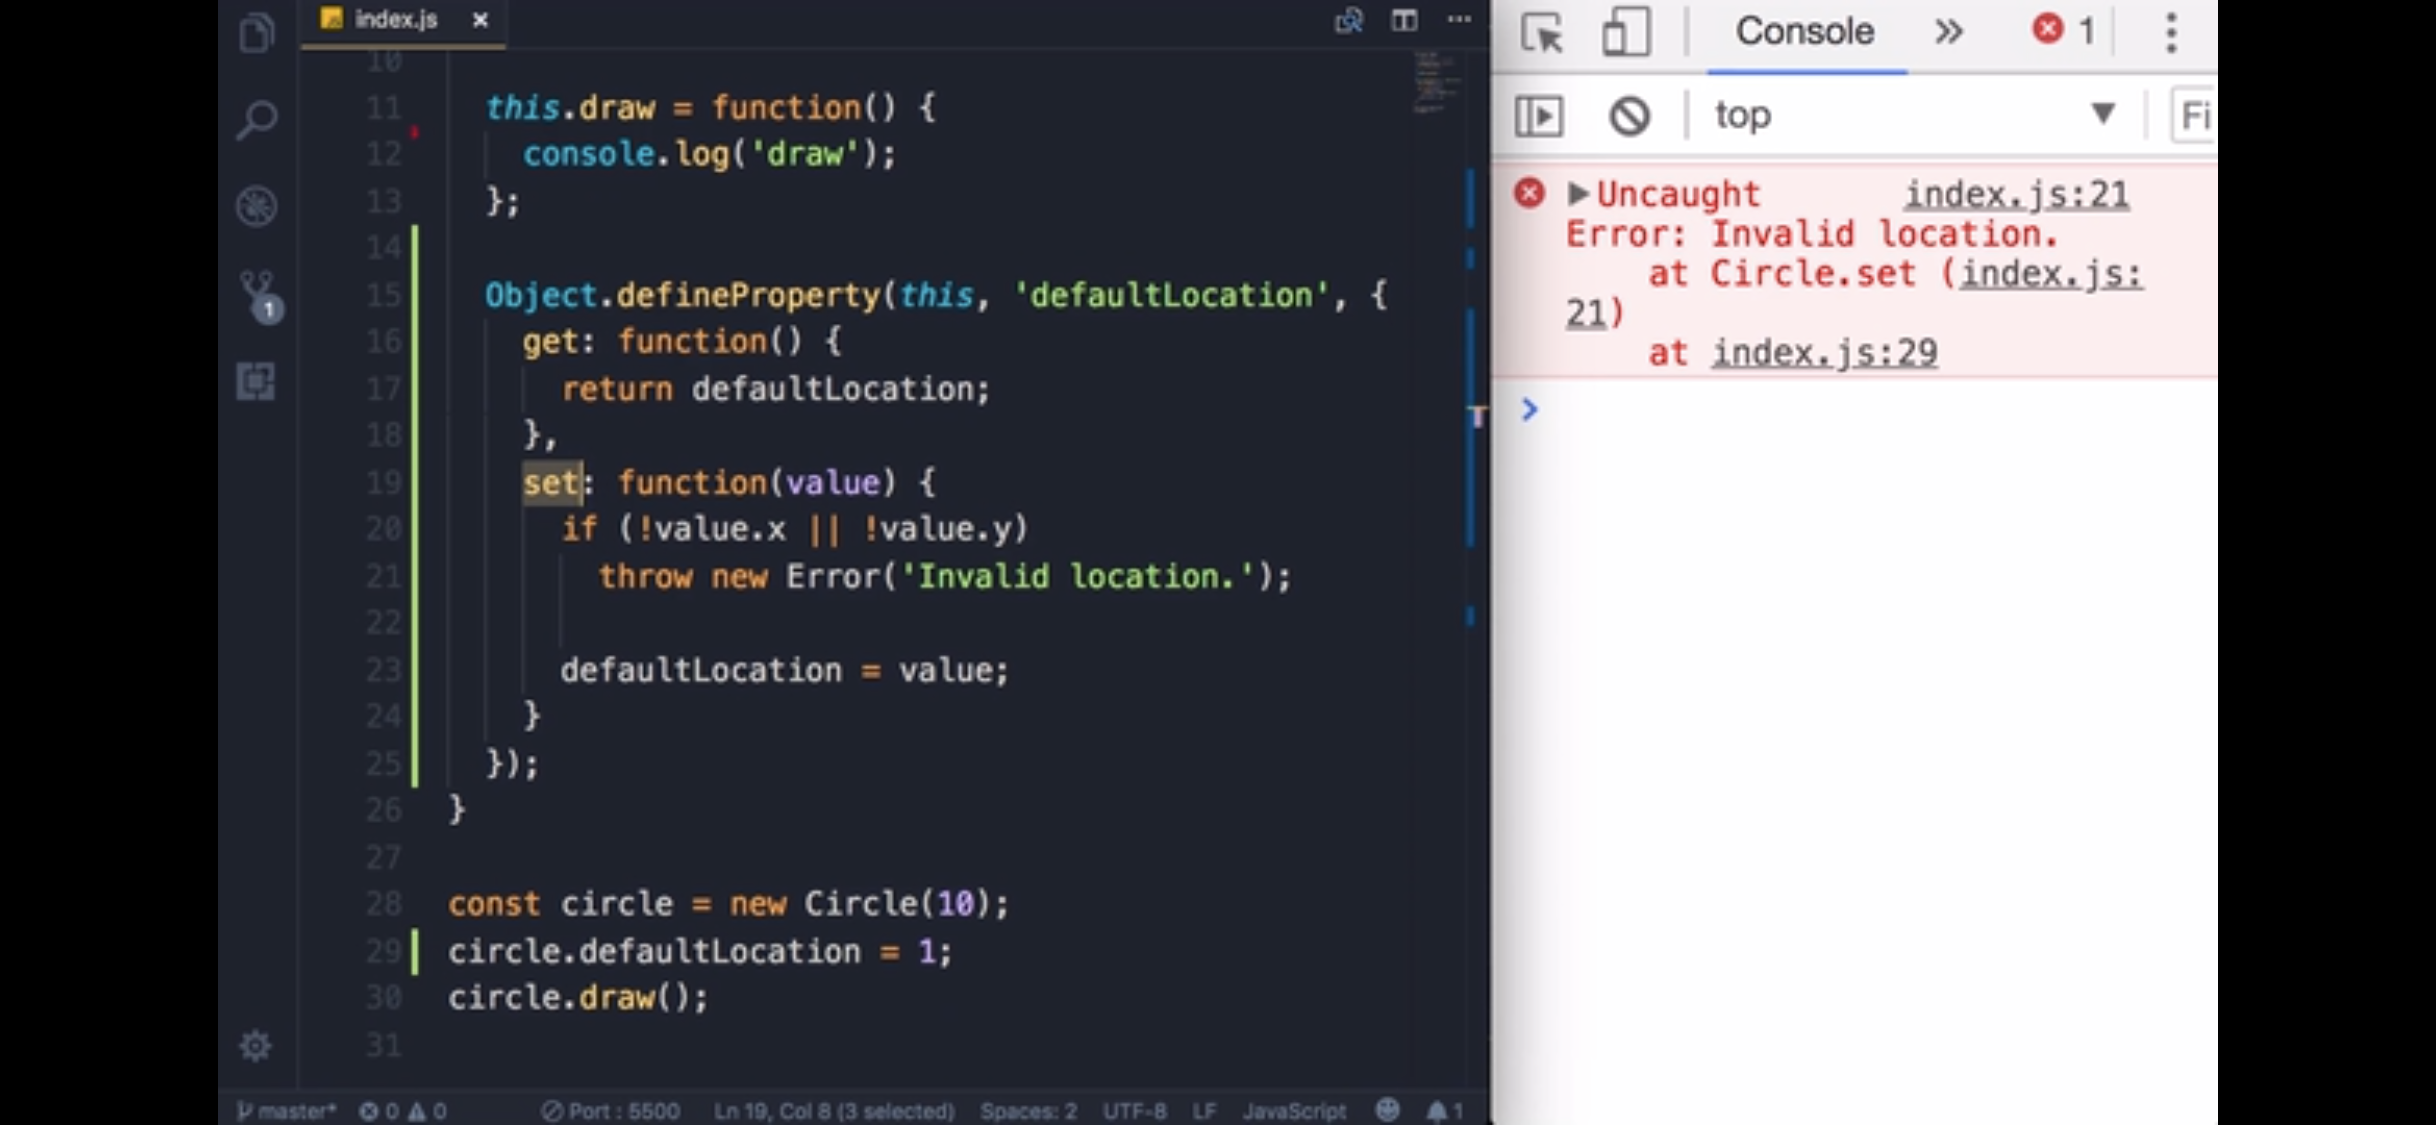 index.js
10
11 this.draw = function() {
12 console.log('draw');
13 };
14
15 Object.defineProperty(this, 'defaultLocation', {
16 get: function() {
17 return defaultLocation;
18 },
19 set: function(value) {
20 if (!value.x || !value.y)
21 throw new Error('Invalid location.');
22
23 defaultLocation = value;
24 }
25 });
26 }
27
28 const circle = new Circle(10);
29 circle.defaultLocation = 1;
30 circle.draw();
31
1
master* 0 0 Port : 5500 Ln 19, Col 8 (3 selected) Spaces: 2 UTF-8 LF JavaScript 1
Console » 1
top ▼ Fi
Uncaught index.js:21
Error: Invalid location.
at Circle.set (index.js:
21)
at index.js:29